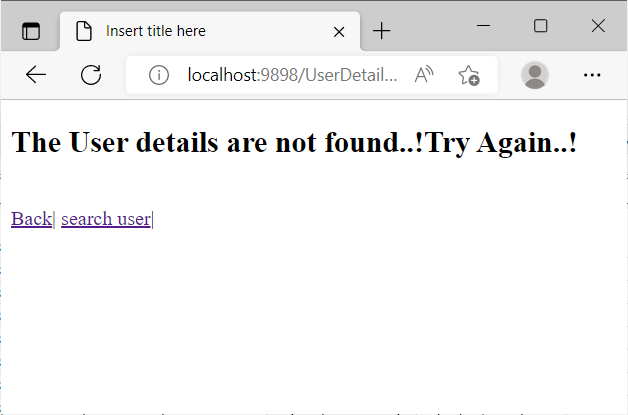 Insert title here
localhost:9898/UserDetail...
The User details are not found..!Try Again..!
Back| search user|